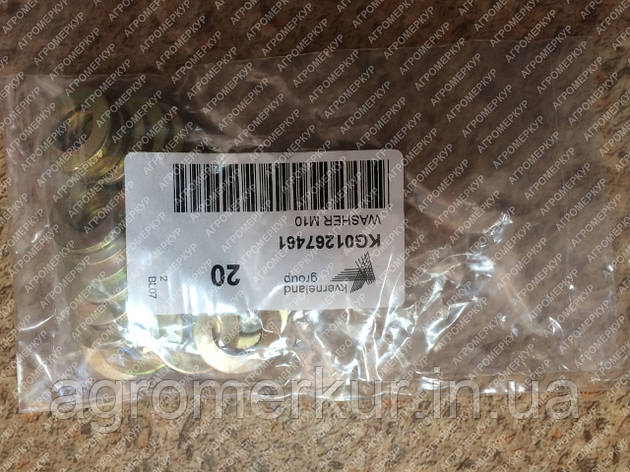 kverneland
group
20
KG01267461
WASHER M10
2
BL07
agromerkur.in.ua
АГРОМЕРКУР